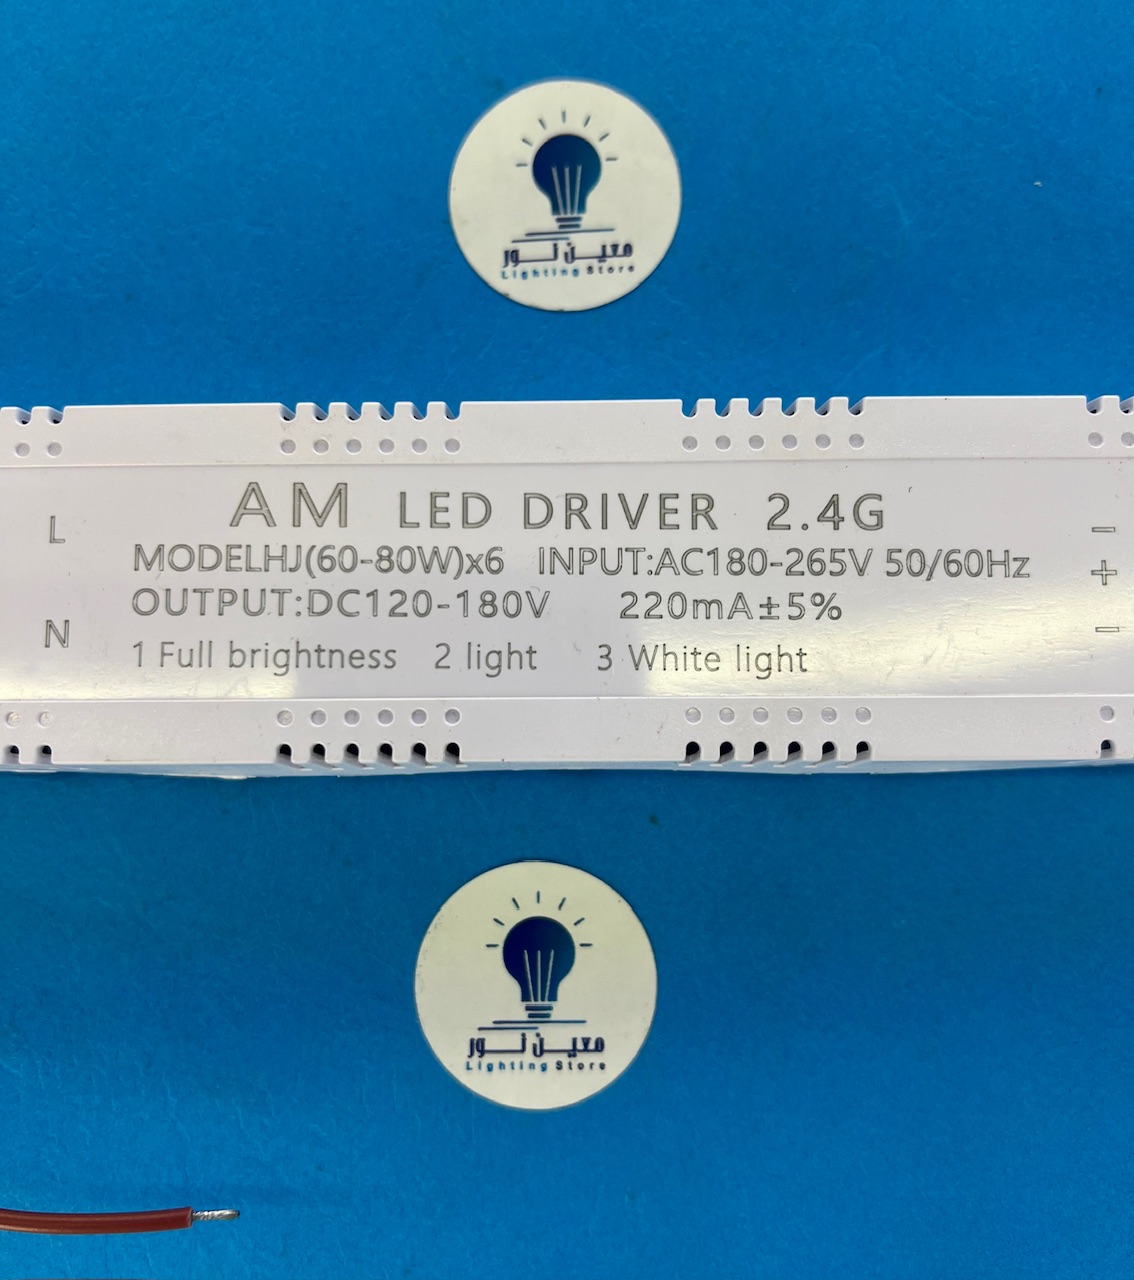 معین نور
Lighting Store
L
N
AM LED DRIVER 2.4G
MODELHJ(60-80W)x6 INPUT:AC180-265V 50/60Hz
OUTPUT:DC120-180V 220mA±5%
1 Full brightness 2 light 3 White light
−
+
−
معین نور
Lighting Store